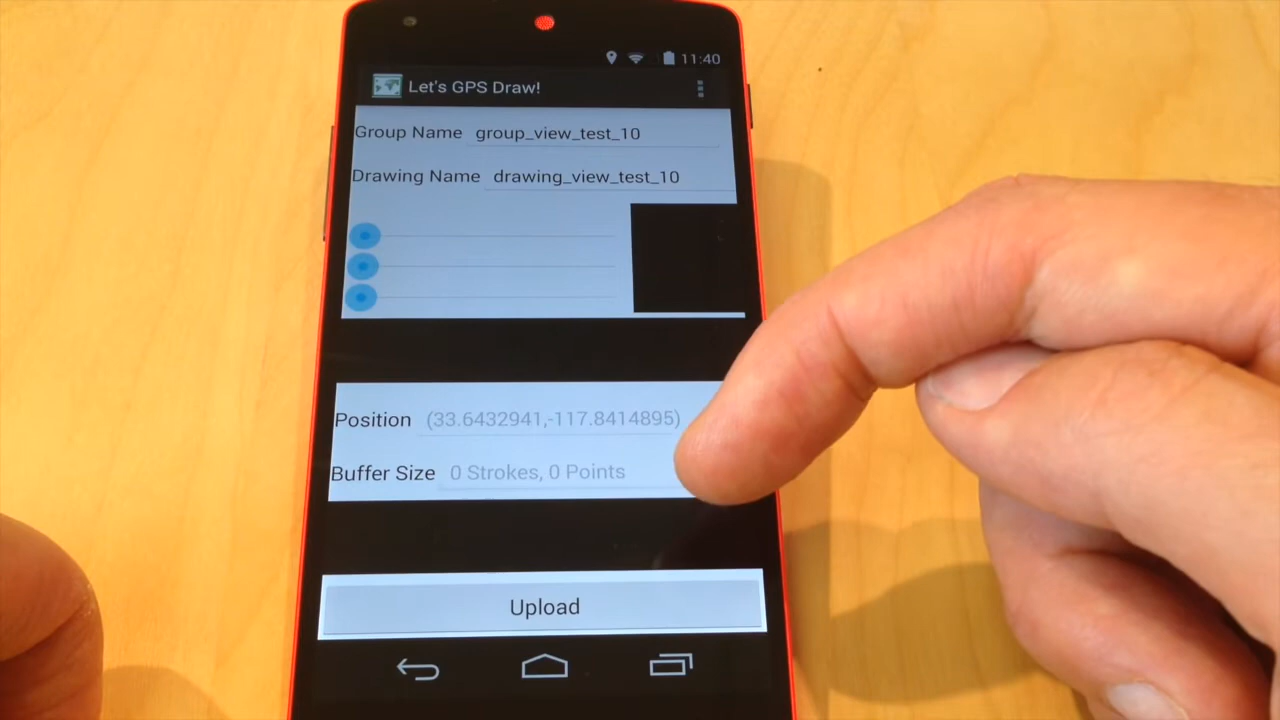 11:40
Let's GPS Draw!
Group Name group_view_test_10
Drawing Name drawing_view_test_10
Position (33.6432941,-117.8414895)
Buffer Size 0 Strokes, 0 Points
Upload